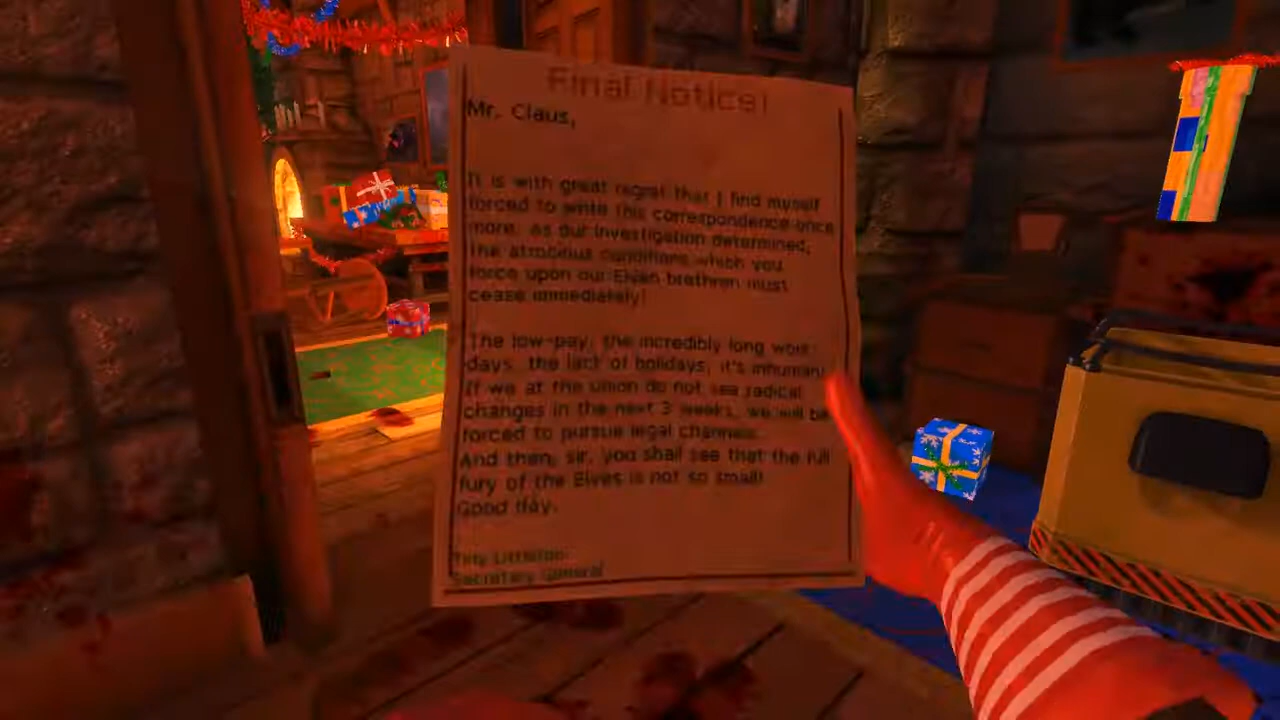 Final Notice!
Mr. Claus,
It is with great regret that I find myself
forced to write this correspondence once
more, as our investigation determined,
the atrocious conditions which you
force upon our Elven brethren must
cease immediately!
The low-pay, the incredibly long work
days, the lack of holidays, it's inhuman!
If we at the union do not see radical
changes in the next 3 weeks, we will be
forced to pursue legal channels.
And then, sir, you shall see that the full
fury of the Elves is not so small!
Good day.
Tiny Littleton
Secretary General